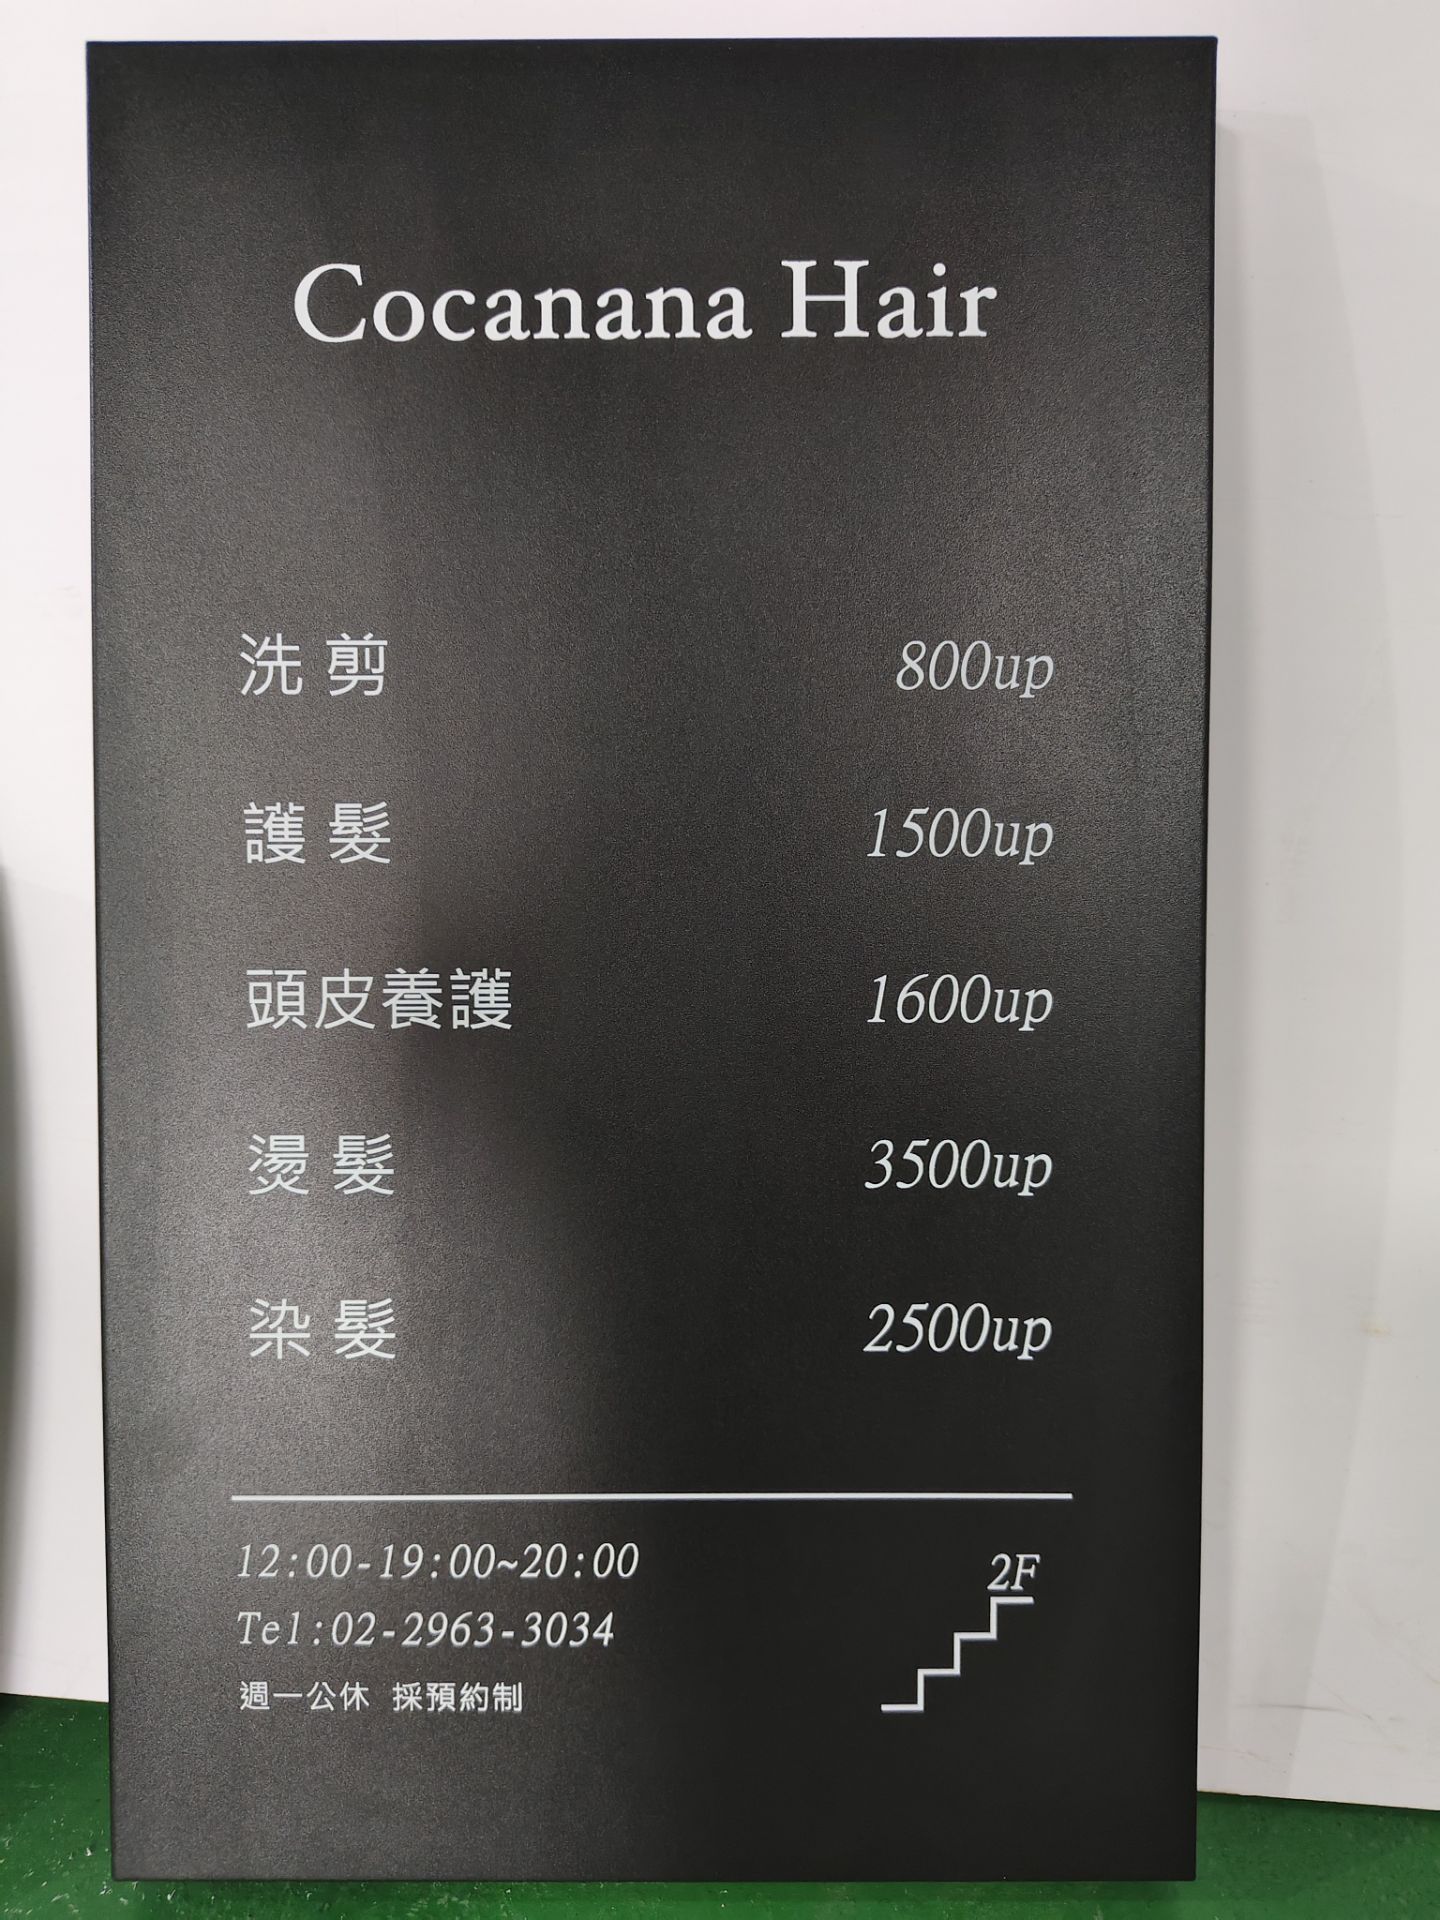 Cocanana Hair
洗剪 800up
護髮 1500up
頭皮養護 1600up
燙髮 3500up
染髮 2500up
12:00-19:00~20:00
Tel:02-2963-3034
週一公休 採預約制
2F